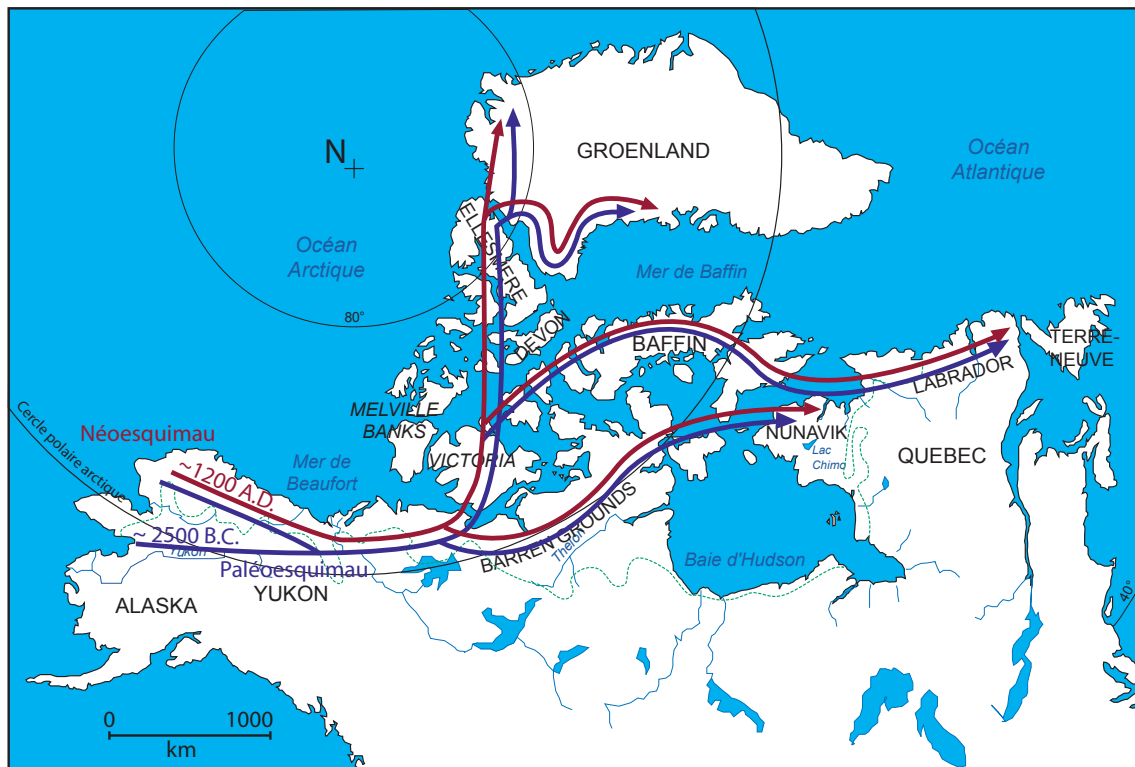 GROENLAND
Océan
Atlantique
N
ELLESMERE
Océan
Arctique
Mer de Baffin
80°
DEVON
BAFFIN
TERRE-
NEUVE
LABRADOR
MELVILLE
BANKS
Cercle polaire arctique
Néoesquimau
NUNAVIK
Lac
Chimo
QUEBEC
VICTORIA
Mer de
Beaufort
~1200 A.D.
BARREN GROUNDS
~ 2500 B.C.
Yukon
Thelon
Baie d'Hudson
Paléoesquimau
YUKON
ALASKA
40°
0 1000
km